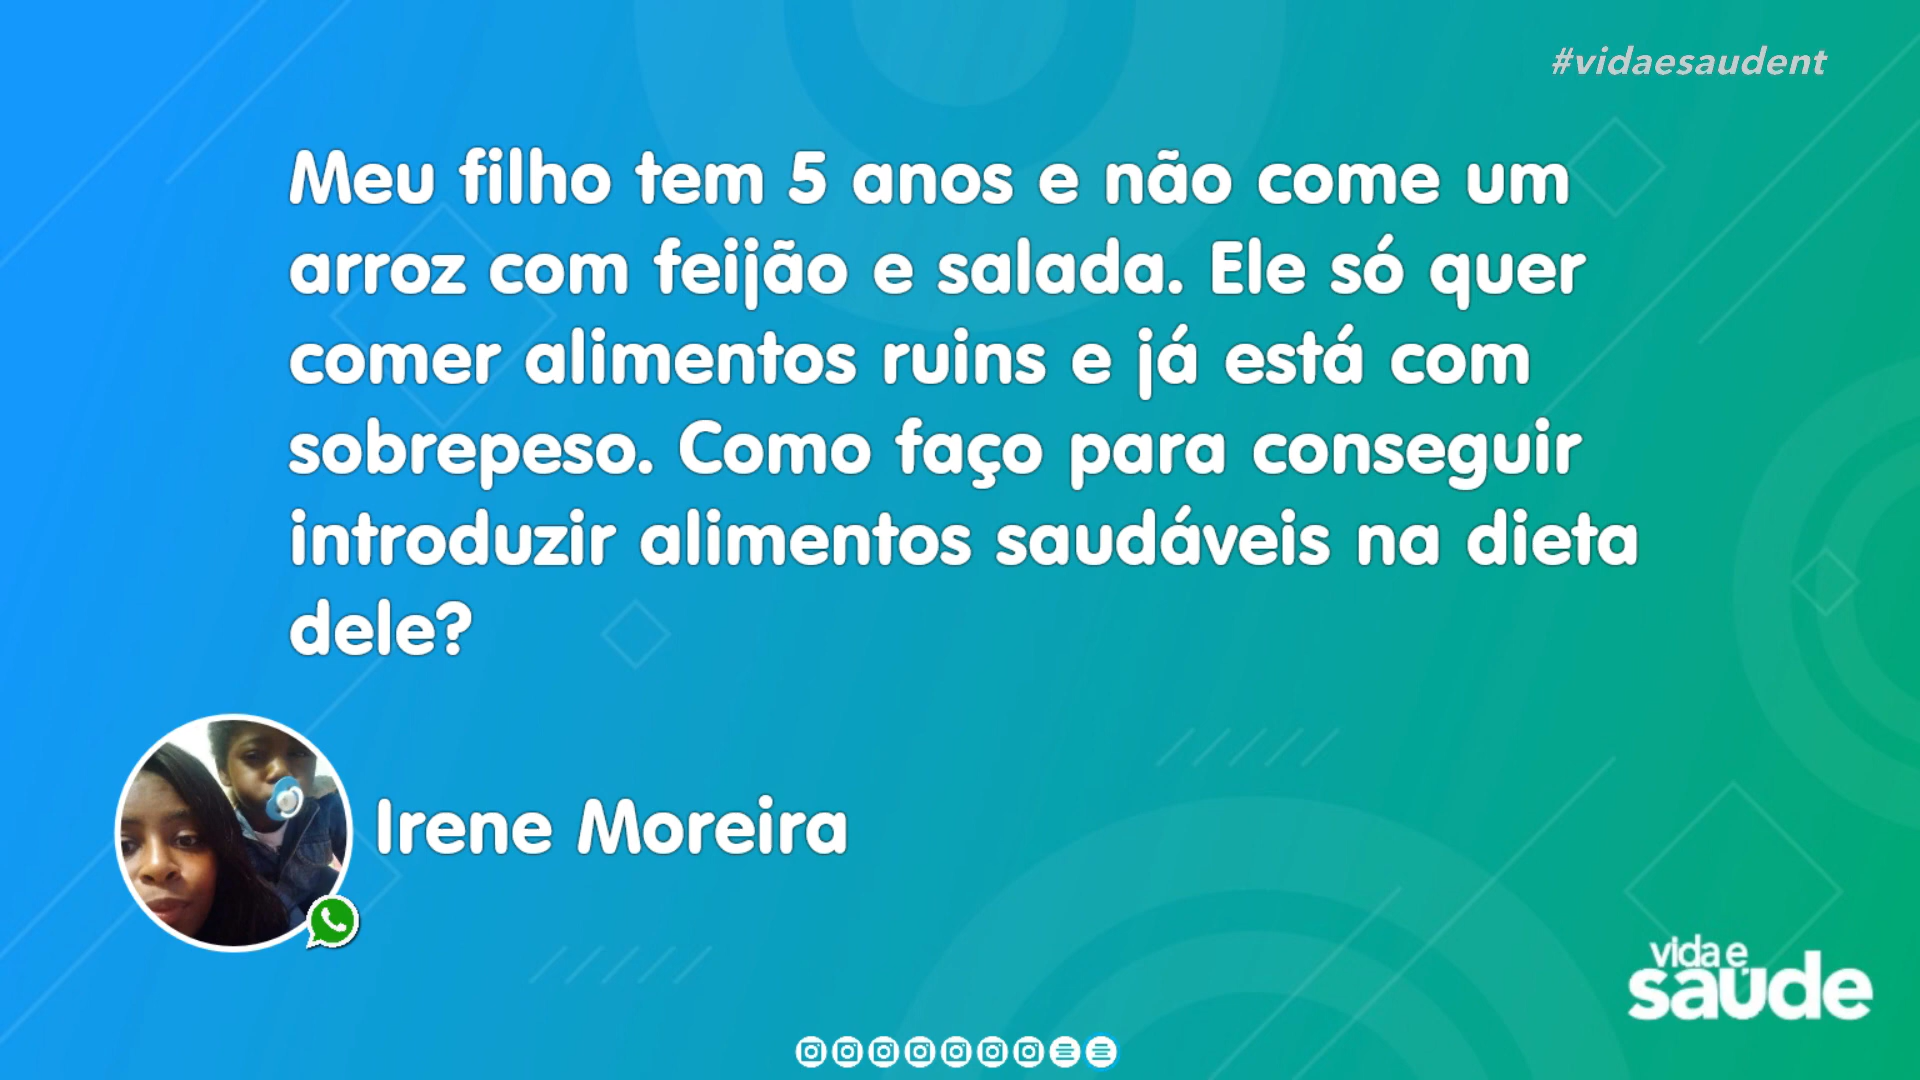 #vidaesaudent
Meu filho tem 5 anos e não come um
arroz com feijão e salada. Ele só quer
comer alimentos ruins e já está com
sobrepeso. Como faço para conseguir
introduzir alimentos saudáveis na dieta
dele?
Irene Moreira
vida e
saúde